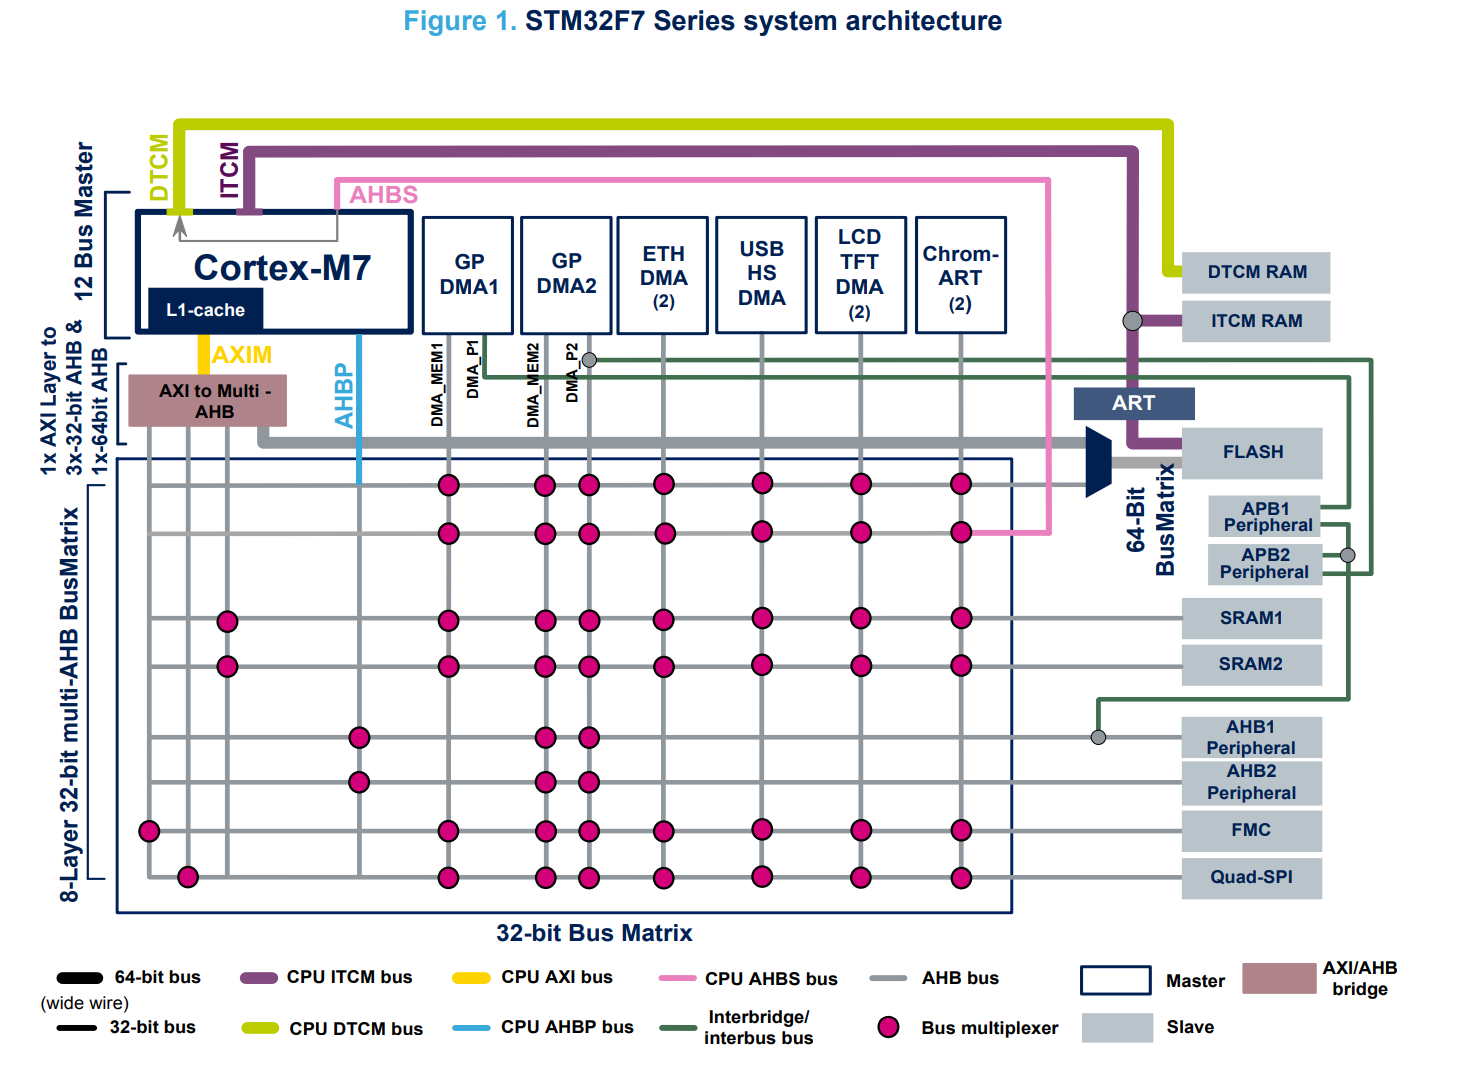 Figure 1. STM32F7 Series system architecture
12 Bus Master
DTCM
ITCM
AHBS
Cortex-M7
L1-cache
GP
DMA1
GP
DMA2
ETH
DMA
(2)
USB
HS
DMA
LCD
TFT
DMA
(2)
Chrom-
ART
(2)
DTCM RAM
ITCM RAM
1x AXI Layer to
3x-32-bit AHB &
1x-64bit AHB
AXIM
AXI to Multi -
AHB
AHBP
DMA_MEM1
DMA_P1
DMA_MEM2
DMA_P2
ART
FLASH
64-Bit
BusMatrix
APB1
Peripheral
APB2
Peripheral
8-Layer 32-bit multi-AHB BusMatrix
SRAM1
SRAM2
AHB1
Peripheral
AHB2
Peripheral
FMC
Quad-SPI
32-bit Bus Matrix
64-bit bus
(wide wire)
32-bit bus
CPU ITCM bus
CPU DTCM bus
CPU AXI bus
CPU AHBP bus
CPU AHBS bus
Interbridge/
interbus bus
AHB bus
Bus multiplexer
Master
Slave
AXI/AHB
bridge